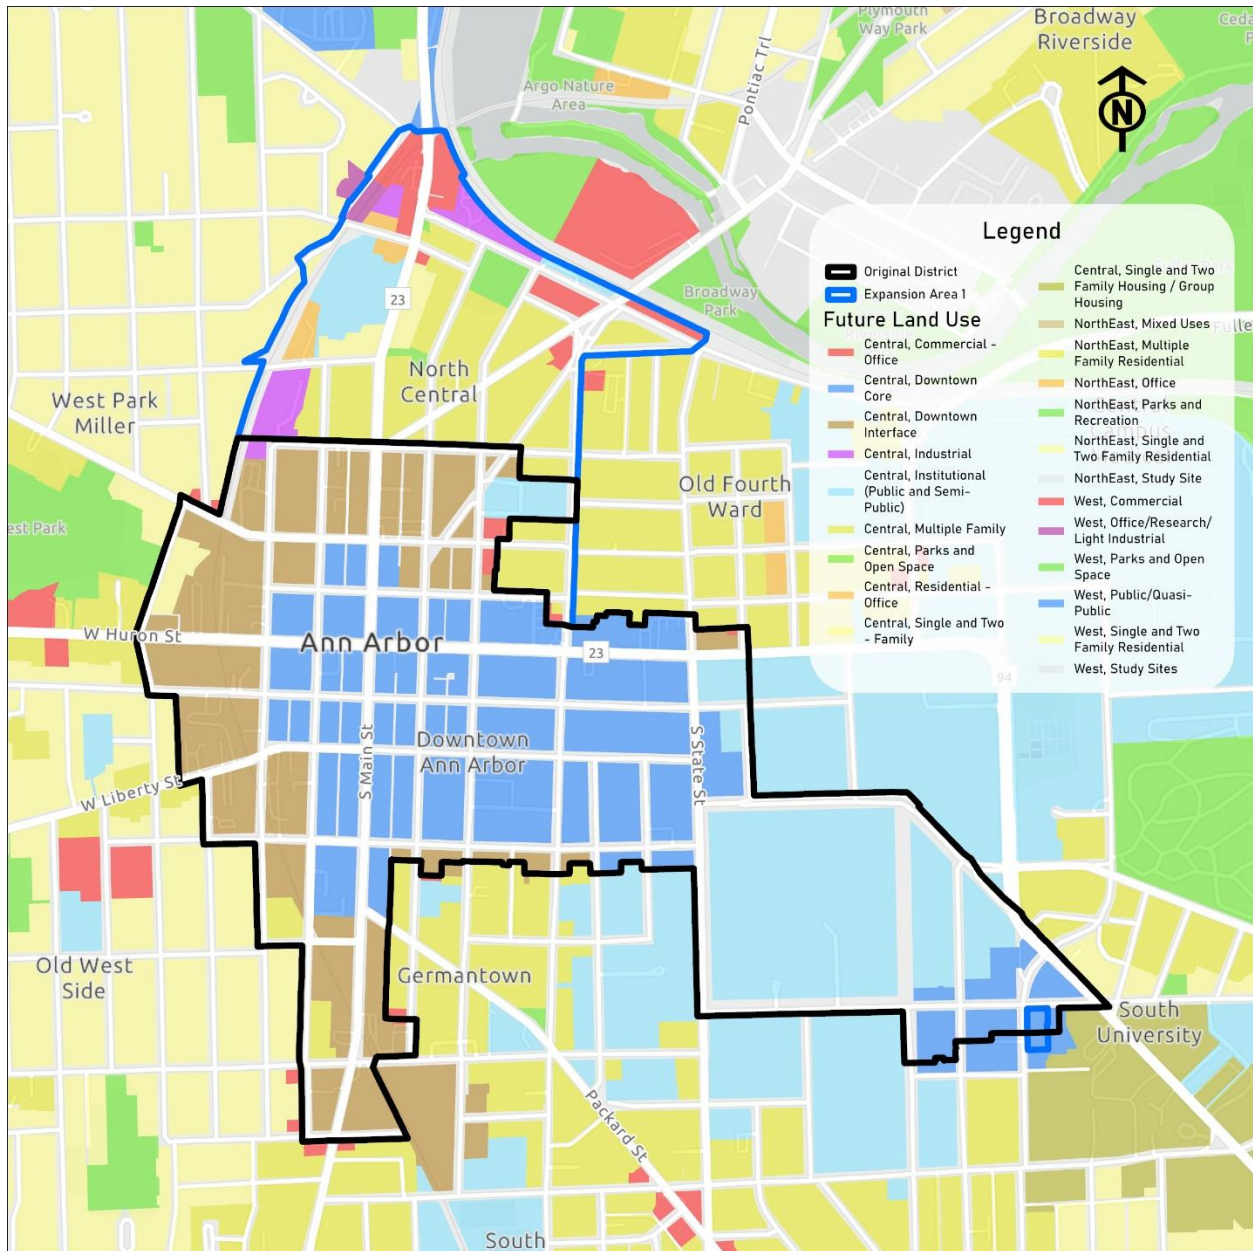 Plymouth
Way Park
Broadway
Riverside
Ceda
P
Pontiac Trl
Argo Nature
Area
N
Legend
Original District
Expansion Area 1
Future Land Use
Central, Commercial -
Office
Central, Downtown
Core
Central, Downtown
Interface
Central, Industrial
Central, Institutional
(Public and Semi-
Public)
Central, Multiple Family
Central, Parks and
Open Space
Central, Residential -
Office
Central, Single and Two
- Family
Central, Single and Two
Family Housing / Group
Housing
NorthEast, Mixed Uses
NorthEast, Multiple
Family Residential
NorthEast, Office
NorthEast, Parks and
Recreation
NorthEast, Single and
Two Family Residential
NorthEast, Study Site
West, Commercial
West, Office/Research/
Light Industrial
West, Parks and Open
Space
West, Public/Quasi-
Public
West, Single and Two
Family Residential
West, Study Sites
Fulle
23
Broadway
Park
North
Central
West Park
Miller
Old Fourth
Ward
est Park
W Huron St
Ann Arbor
23
94
Downtown
Ann Arbor
S Main St
S State St
W Liberty St
Old West
Side
Germantown
South
University
Packard St
South